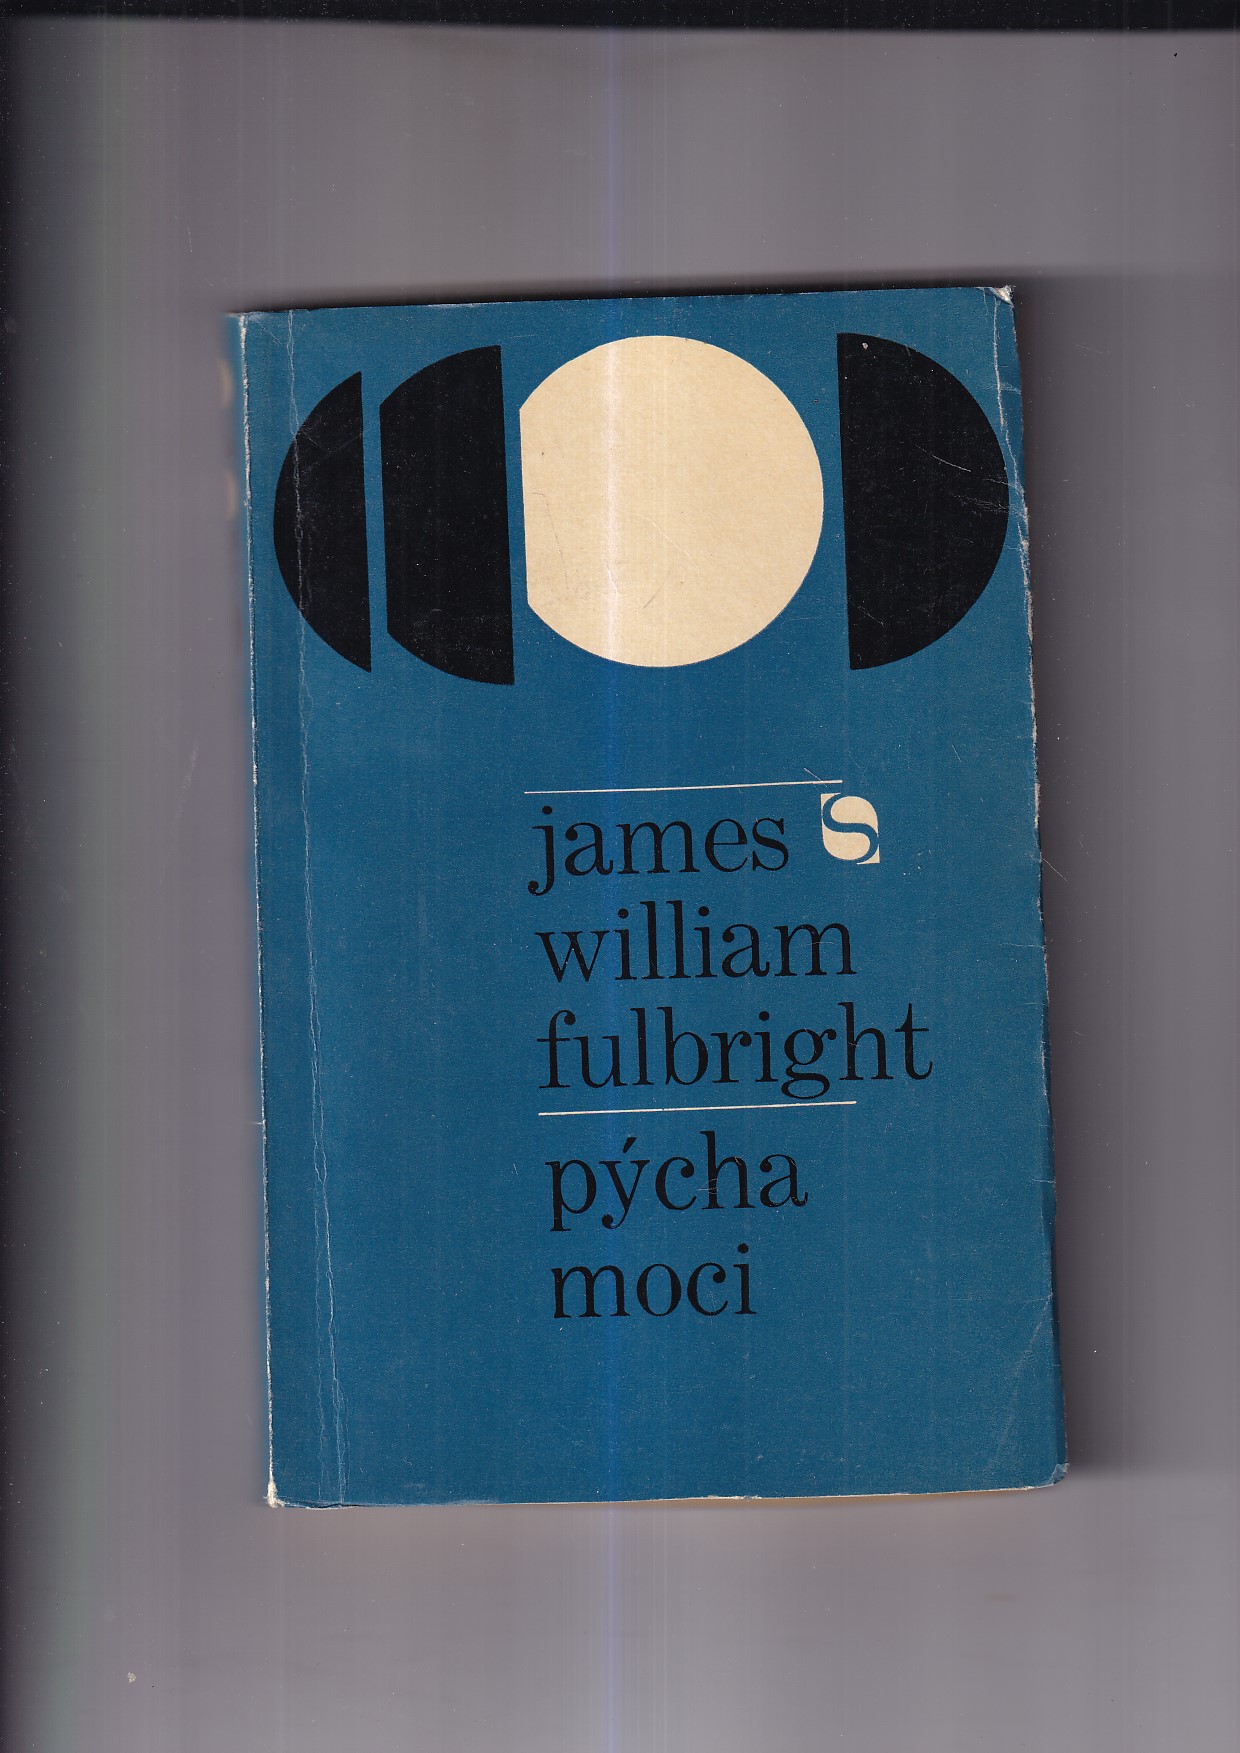 james S
william
fulbright
pýcha
moci